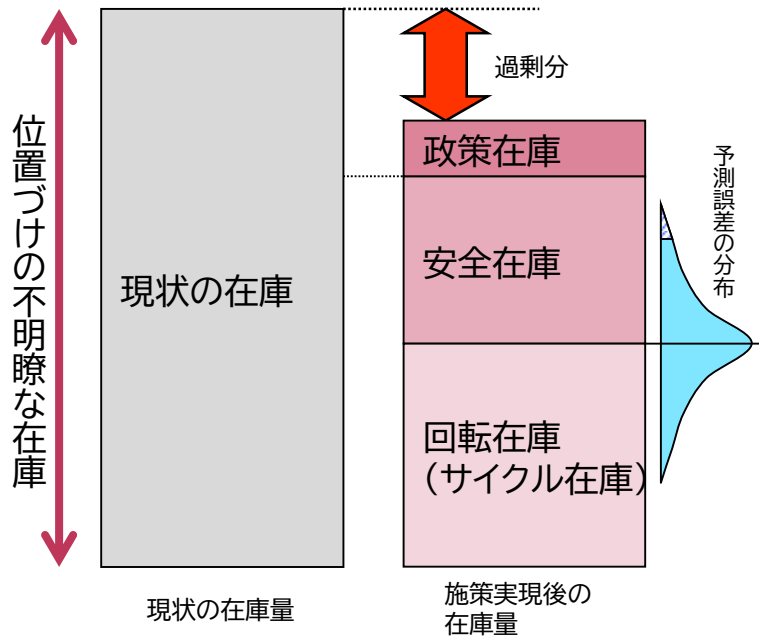 位置づけの不明瞭な在庫
現状の在庫
現状の在庫量
過剰分
政策在庫
安全在庫
回転在庫
（サイクル在庫）
施策実現後の
在庫量
予測誤差の分布